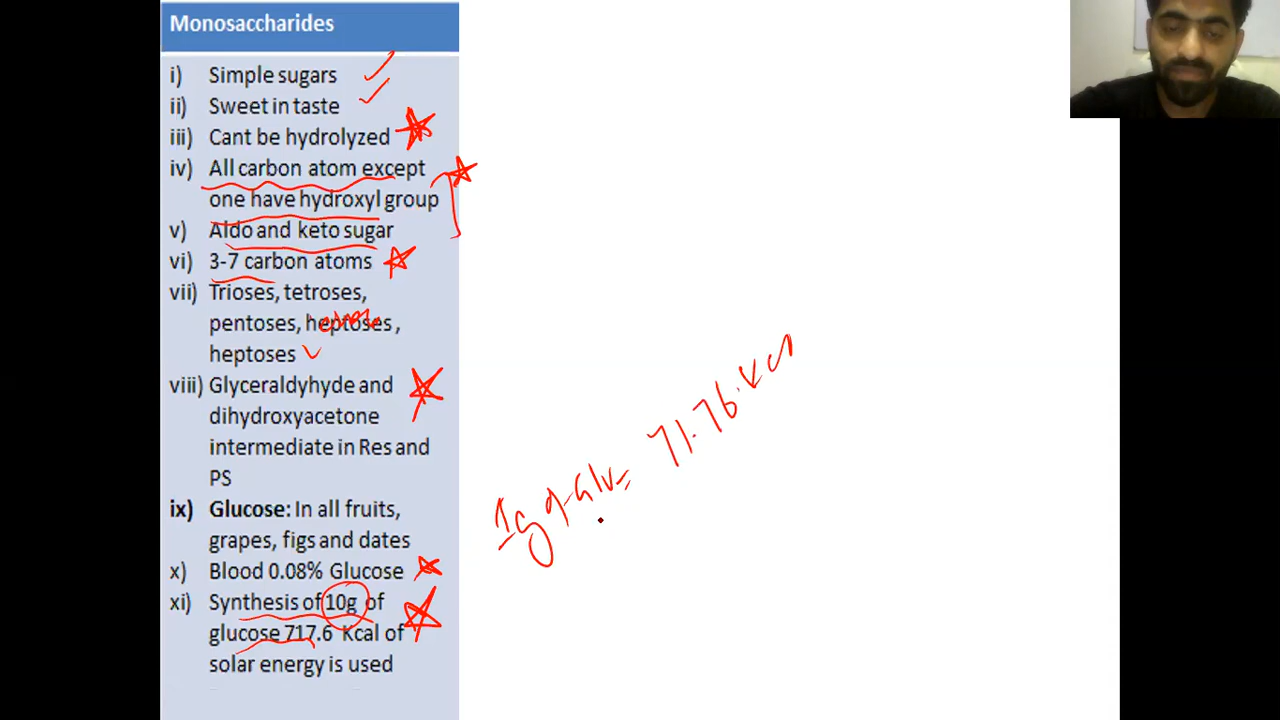 Monosaccharides
i) Simple sugars
ii) Sweet in taste
iii) Cant be hydrolyzed
iv) All carbon atom except
one have hydroxyl group
v) Aldo and keto sugar
vi) 3-7 carbon atoms
vii) Trioses, tetroses,
pentoses, heptoses ,
heptoses
viii) Glyceraldyhyde and
dihydroxyacetone
intermediate in Res and
PS
ix) Glucose: In all fruits,
grapes, figs and dates
x) Blood 0.08% Glucose
xi) Synthesis of 10g of
glucose 717.6 Kcal of
solar energy is used
1g of Glu = 71.76 Kcal